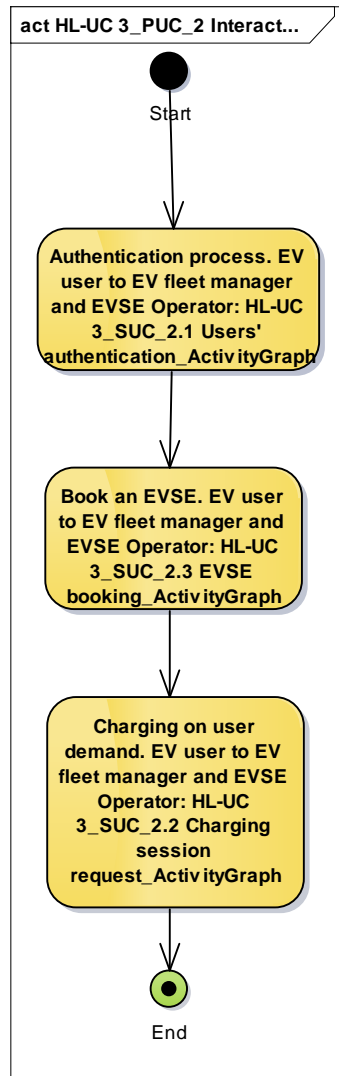 act HL-UC 3_PUC_2 Interact...
Start
Authentication process. EV
user to EV fleet manager
and EVSE Operator: HL-UC
3_SUC_2.1 Users'
authentication_ActivityGraph
Book an EVSE. EV user
to EV fleet manager and
EVSE Operator: HL-UC
3_SUC_2.3 EVSE
booking_ActivityGraph
Charging on user
demand. EV user to EV
fleet manager and EVSE
Operator: HL-UC
3_SUC_2.2 Charging
session
request_ActivityGraph
End